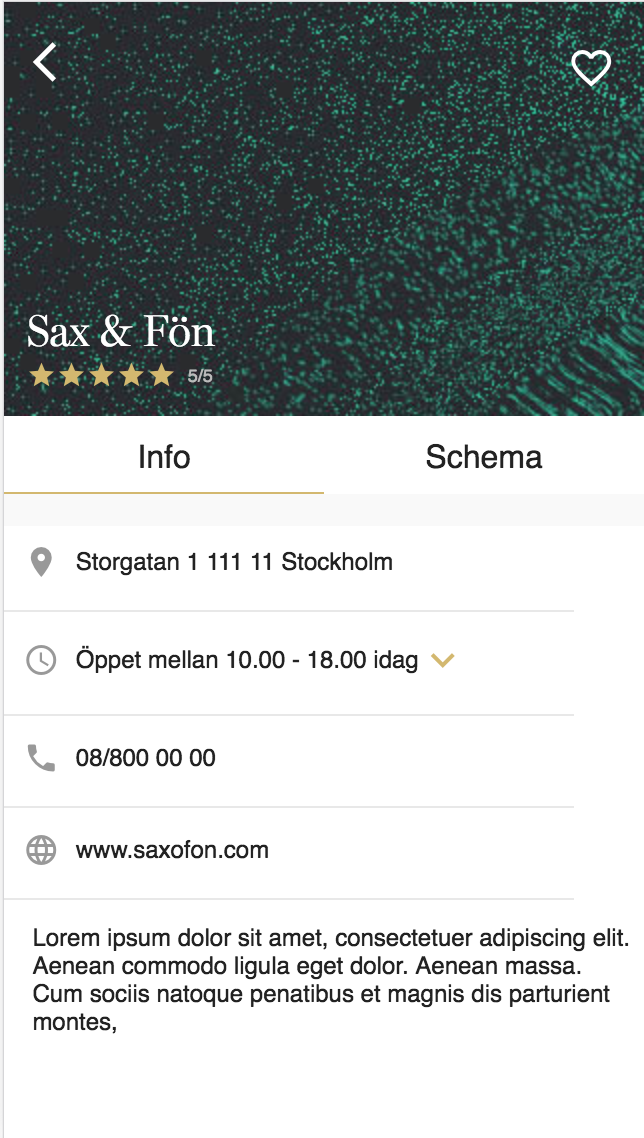 Sax & Fön
5/5
Info
Schema
Storgatan 1 111 11 Stockholm
Öppet mellan 10.00 - 18.00 idag
08/800 00 00
www.saxofon.com
Lorem ipsum dolor sit amet, consectetuer adipiscing elit.
Aenean commodo ligula eget dolor. Aenean massa.
Cum sociis natoque penatibus et magnis dis parturient
montes,